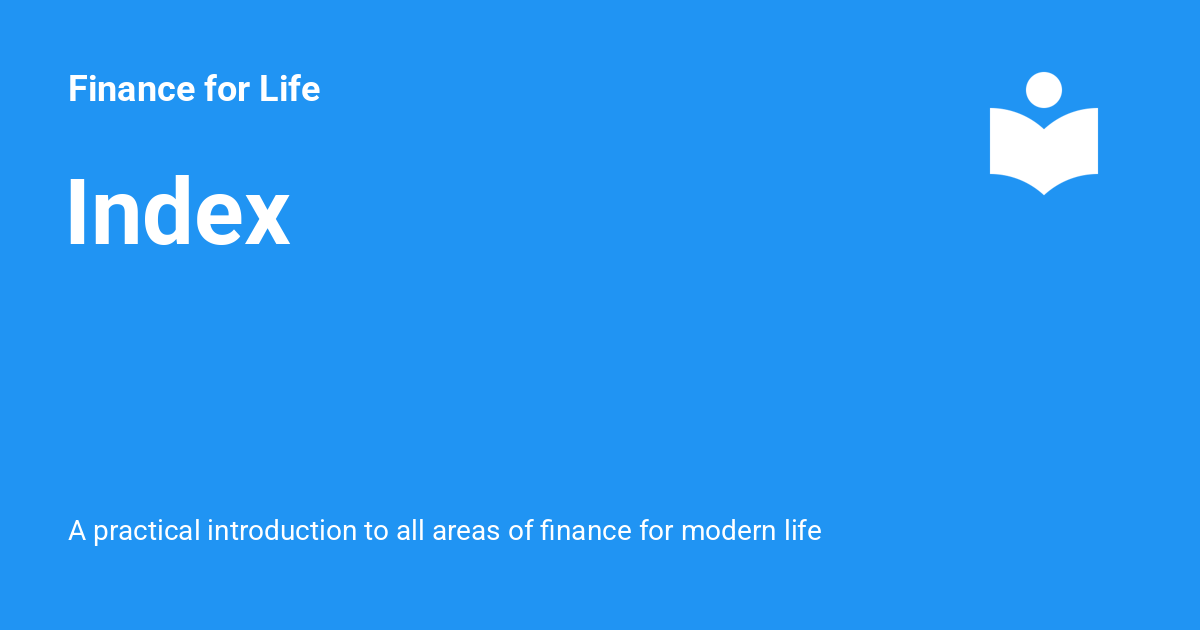 Finance for Life
Index
A practical introduction to all areas of finance for modern life